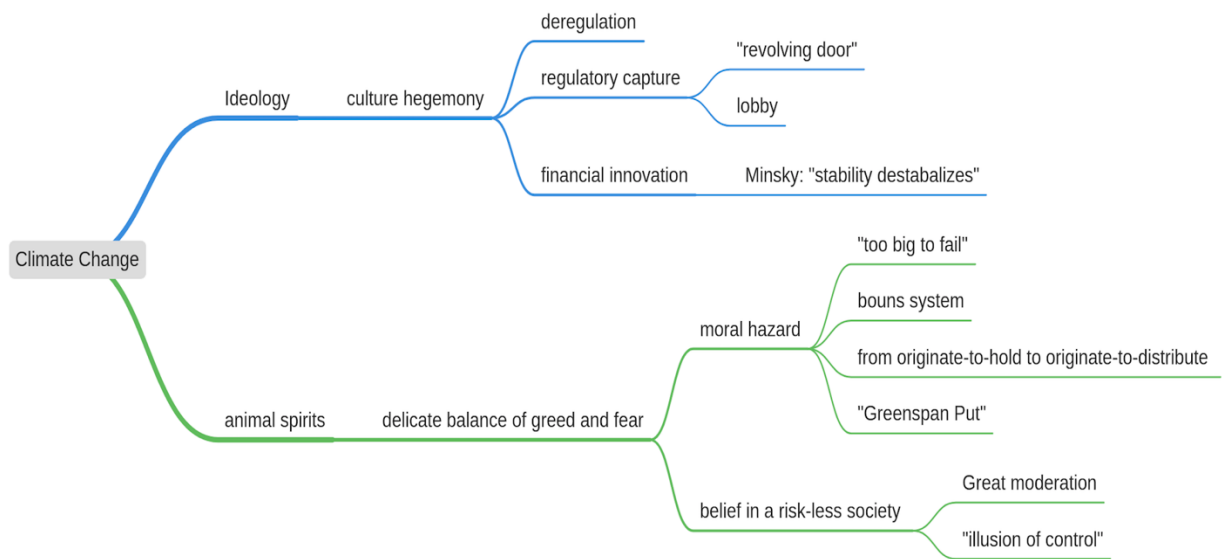 deregulation
"revolving door"
regulatory capture
lobby
Ideology
culture hegemony
financial innovation
Minsky: "stability destabalizes"
Climate Change
"too big to fail"
bouns system
moral hazard
from originate-to-hold to originate-to-distribute
"Greenspan Put"
animal spirits
delicate balance of greed and fear
Great moderation
belief in a risk-less society
"illusion of control"